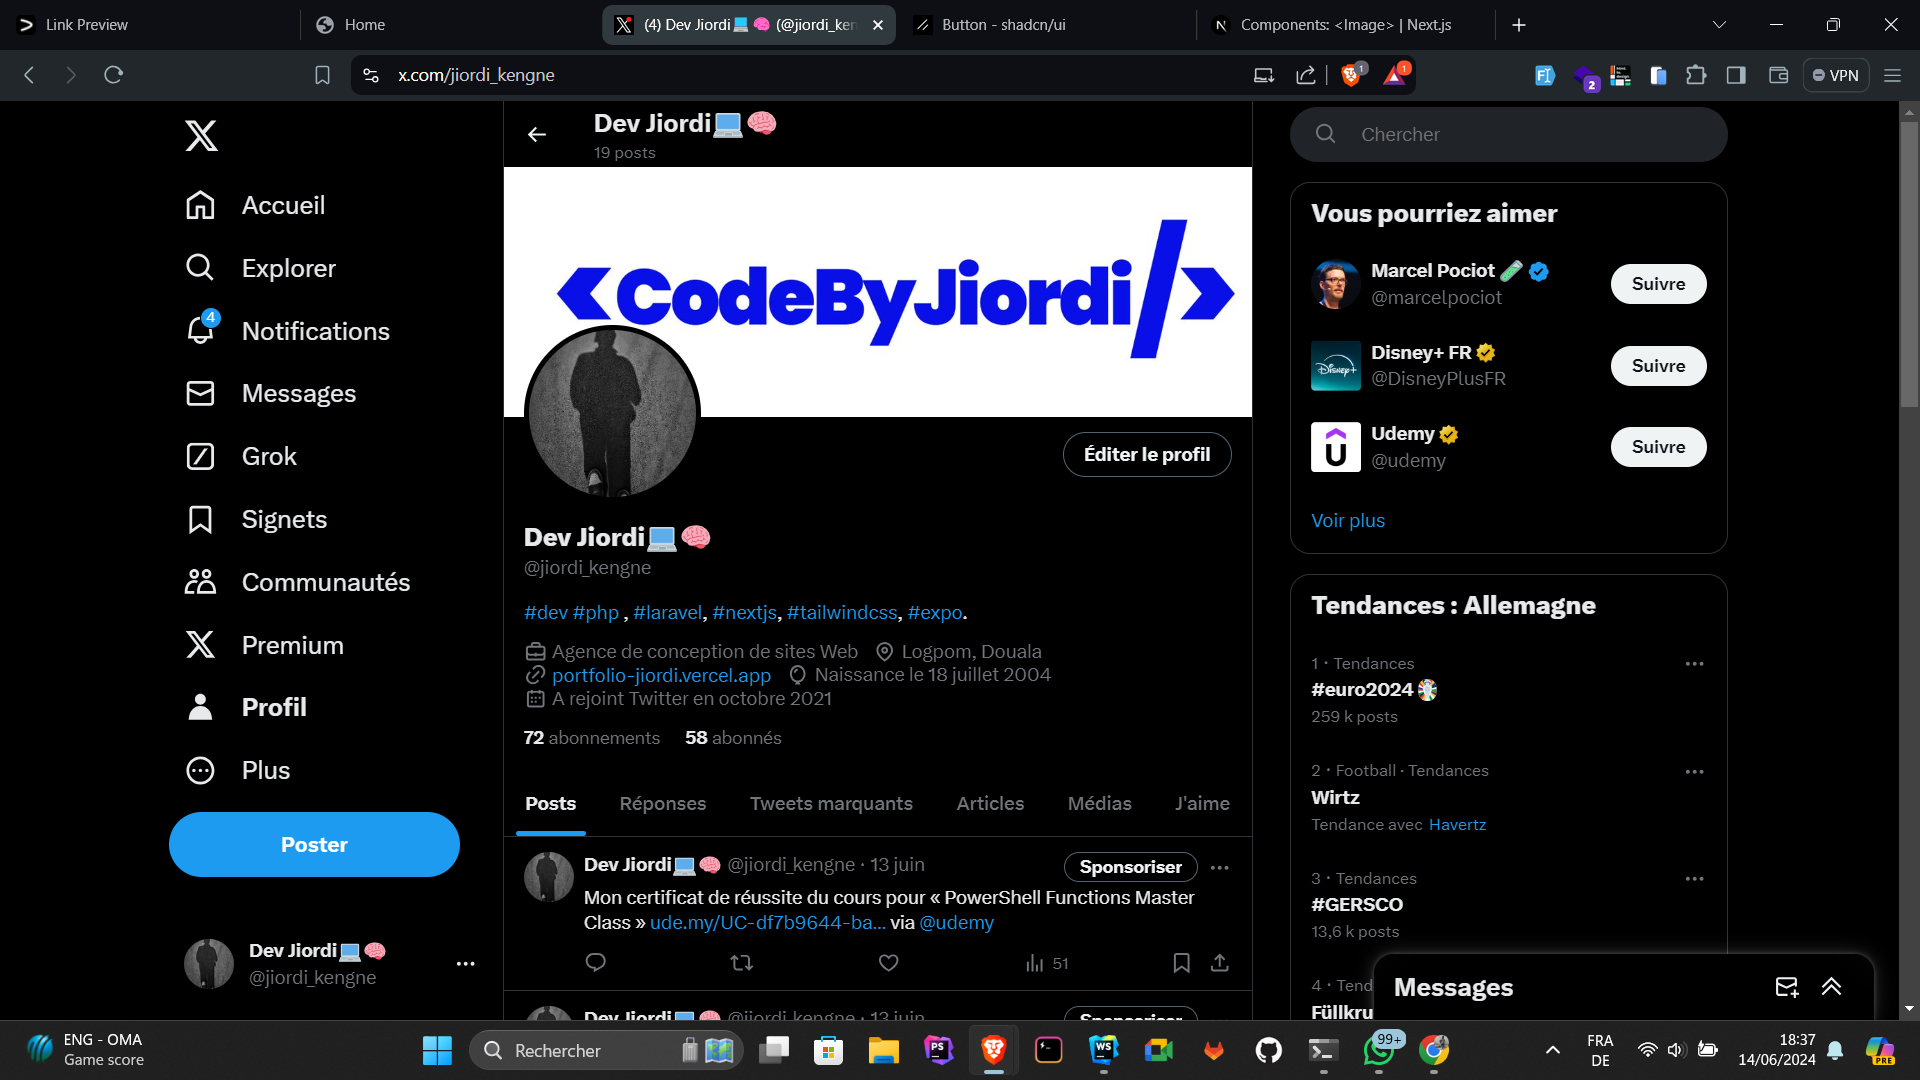 Link Preview
Home
(4) Dev Jiordi💻🧠 (@jiordi_ken
Button - shadcn/ui
Components: <Image> | Next.js
x.com/jiordi_kengne
1
1
2
VPN
Dev Jiordi💻🧠
19 posts
Chercher
Accueil
Explorer
4
Notifications
Messages
Grok
Signets
Communautés
Premium
Profil
Plus
Poster
Dev Jiordi💻🧠
@jiordi_kengne
<CodeByJiordi/>
Éditer le profil
Dev Jiordi💻🧠
@jiordi_kengne
#dev #php , #laravel, #nextjs, #tailwindcss, #expo.
Agence de conception de sites Web Logpom, Douala
portfolio-jiordi.vercel.app Naissance le 18 juillet 2004
A rejoint Twitter en octobre 2021
72 abonnements 58 abonnés
Posts Réponses Tweets marquants Articles Médias J'aime
Dev Jiordi💻🧠 @jiordi_kengne · 13 juin
Sponsoriser
Mon certificat de réussite du cours pour « PowerShell Functions Master
Class » ude.my/UC-df7b9644-ba... via @udemy
51
Dev Jiordi💻🧠 @jiordi_kengne · 13 juin
Sponsoriser
Vous pourriez aimer
Marcel Pociot
@marcelpociot
Suivre
Disney+
Disney+ FR
@DisneyPlusFR
Suivre
Udemy
@udemy
Suivre
Voir plus
Tendances : Allemagne
1 · Tendances
#euro2024
259 k posts
2 · Football · Tendances
Wirtz
Tendance avec Havertz
3 · Tendances
#GERSCO
13,6 k posts
4 · Tend
Füllkru
Messages
ENG - OMA
Game score
Rechercher
PS
WS
99+
FRA
DE
18:37
14/06/2024
PRE